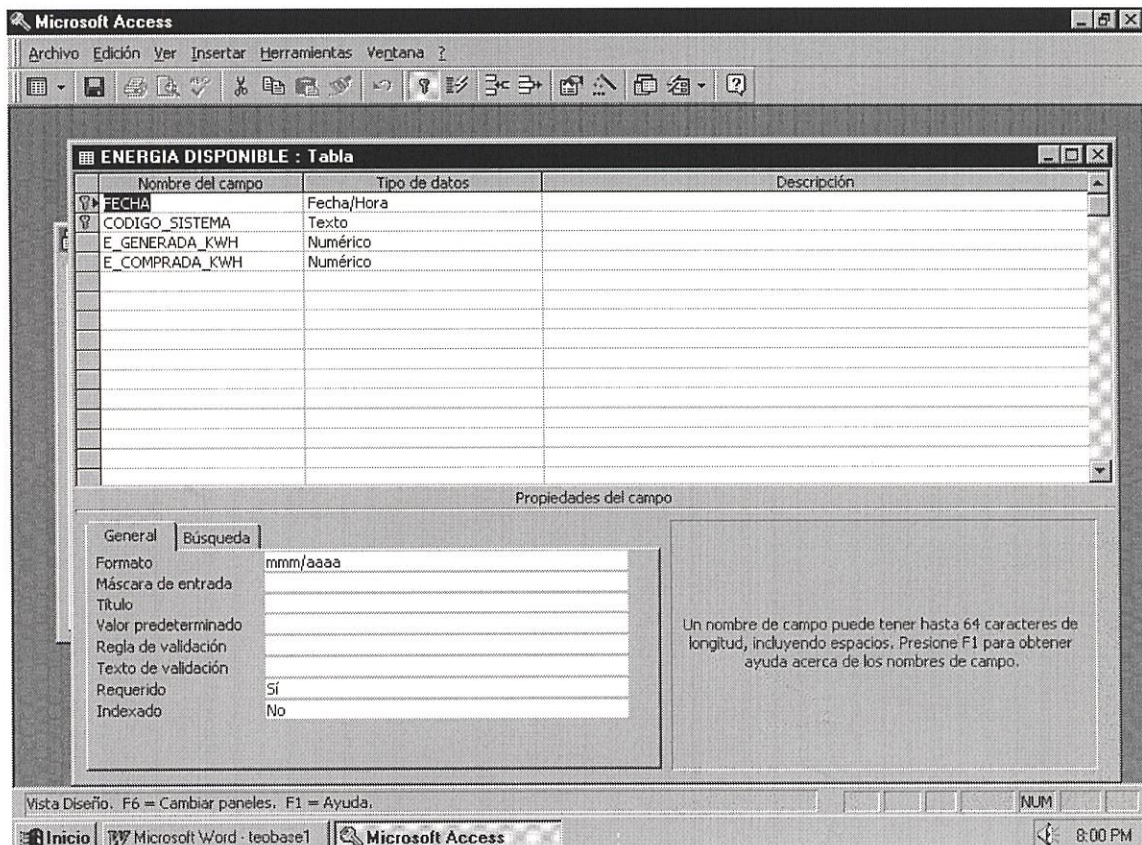 Microsoft Access
Archivo Edición Ver Insertar Herramientas Ventana ?
ENERGIA DISPONIBLE : Tabla
Nombre del campo Tipo de datos Descripción
FECHA Fecha/Hora
CODIGO_SISTEMA Texto
E_GENERADA_KWH Numérico
E_COMPRADA_KWH Numérico
Propiedades del campo
General Búsqueda
Formato mmm/aaaa
Máscara de entrada
Título
Valor predeterminado
Regla de validación
Texto de validación
Requerido Sí
Indexado No
Un nombre de campo puede tener hasta 64 caracteres de
longitud, incluyendo espacios. Presione F1 para obtener
ayuda acerca de los nombres de campo.
Vista Diseño. F6 = Cambiar paneles. F1 = Ayuda. NUM
Inicio Microsoft Word - teobase1 Microsoft Access 8:00 PM